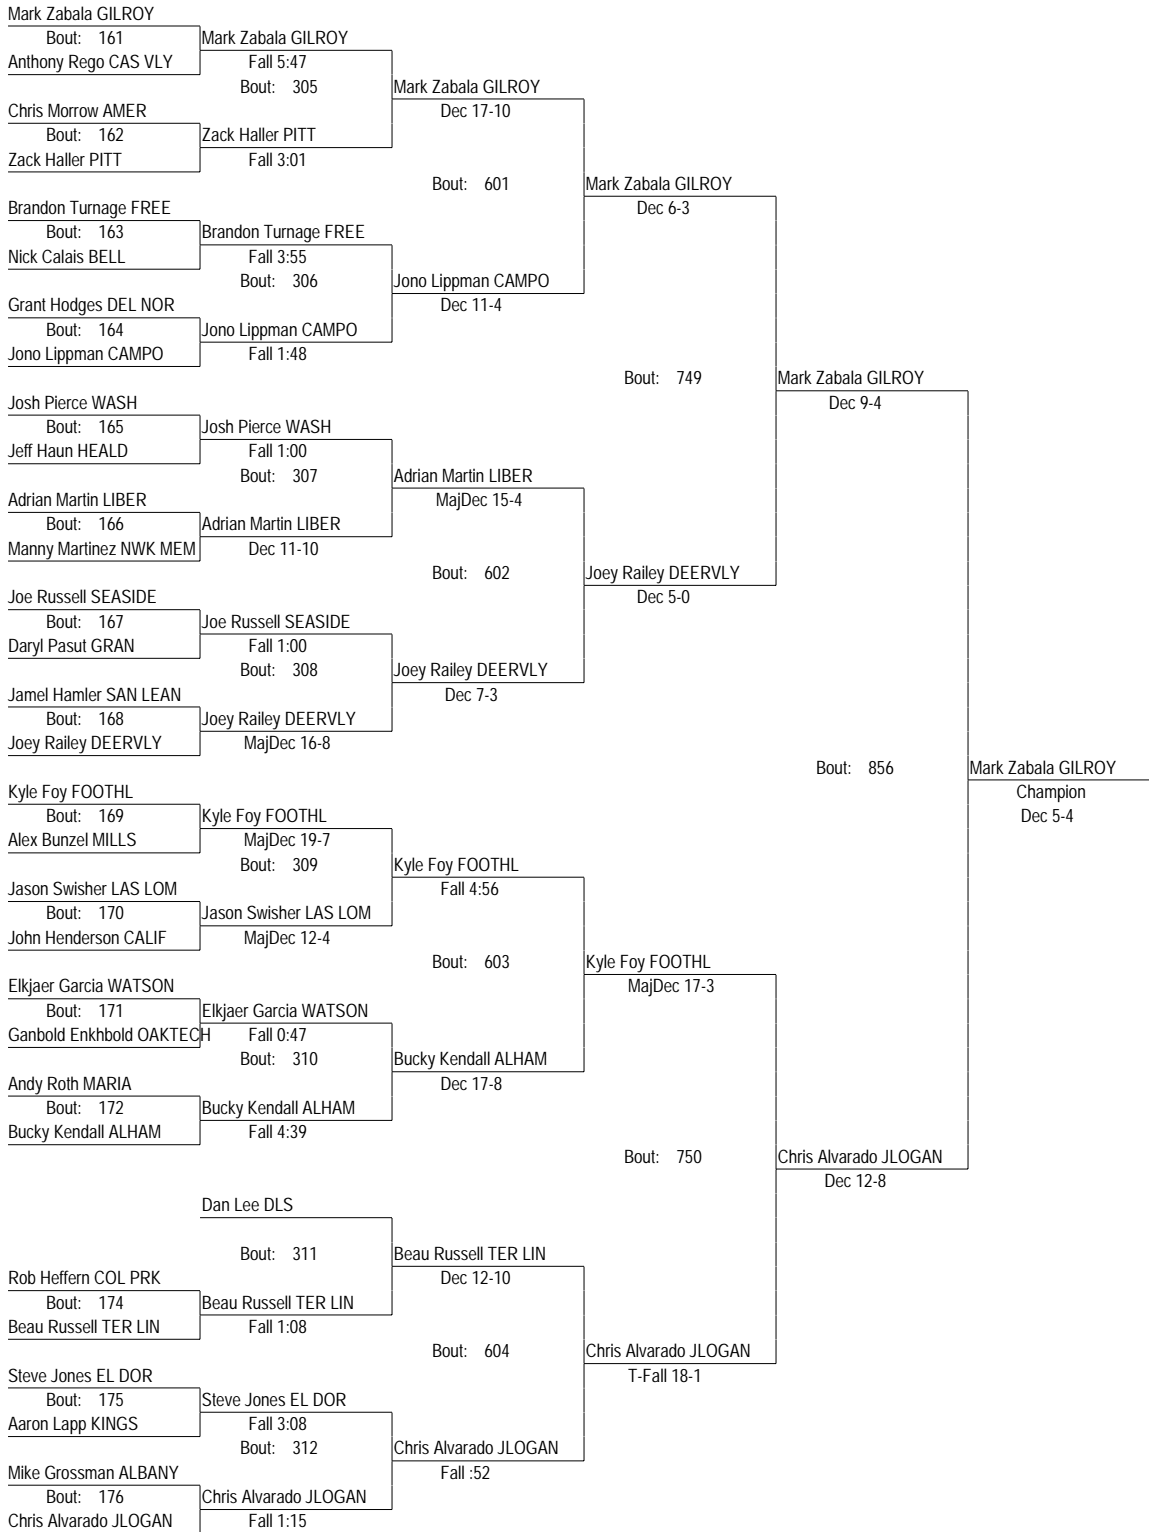 Mark Zabala GILROY
Bout: 161
Mark Zabala GILROY
Anthony Rego CAS VLY
Fall 5:47
Bout: 305
Mark Zabala GILROY
Chris Morrow AMER
Dec 17-10
Bout: 162
Zack Haller PITT
Zack Haller PITT
Fall 3:01
Bout: 601
Mark Zabala GILROY
Brandon Turnage FREE
Dec 6-3
Bout: 163
Brandon Turnage FREE
Nick Calais BELL
Fall 3:55
Bout: 306
Jono Lippman CAMPO
Grant Hodges DEL NOR
Dec 11-4
Bout: 164
Jono Lippman CAMPO
Jono Lippman CAMPO
Fall 1:48
Bout: 749
Mark Zabala GILROY
Josh Pierce WASH
Dec 9-4
Bout: 165
Josh Pierce WASH
Jeff Haun HEALD
Fall 1:00
Bout: 307
Adrian Martin LIBER
Adrian Martin LIBER
MajDec 15-4
Bout: 166
Adrian Martin LIBER
Manny Martinez NWK MEM
Dec 11-10
Bout: 602
Joey Railey DEERVLY
Joe Russell SEASIDE
Dec 5-0
Bout: 167
Joe Russell SEASIDE
Daryl Pasut GRAN
Fall 1:00
Bout: 308
Joey Railey DEERVLY
Jamel Hamler SAN LEAN
Dec 7-3
Bout: 168
Joey Railey DEERVLY
Joey Railey DEERVLY
MajDec 16-8
Bout: 856
Mark Zabala GILROY
Kyle Foy FOOTHL
Champion
Bout: 169
Kyle Foy FOOTHL
Dec 5-4
Alex Bunzel MILLS
MajDec 19-7
Bout: 309
Kyle Foy FOOTHL
Jason Swisher LAS LOM
Fall 4:56
Bout: 170
Jason Swisher LAS LOM
John Henderson CALIF
MajDec 12-4
Bout: 603
Kyle Foy FOOTHL
Elkjaer Garcia WATSON
MajDec 17-3
Bout: 171
Elkjaer Garcia WATSON
Ganbold Enkhbold OAKTECH
Fall 0:47
Bout: 310
Bucky Kendall ALHAM
Andy Roth MARIA
Dec 17-8
Bout: 172
Bucky Kendall ALHAM
Bucky Kendall ALHAM
Fall 4:39
Bout: 750
Chris Alvarado JLOGAN
Dec 12-8
Dan Lee DLS
Bout: 311
Beau Russell TER LIN
Rob Heffern COL PRK
Dec 12-10
Bout: 174
Beau Russell TER LIN
Beau Russell TER LIN
Fall 1:08
Bout: 604
Chris Alvarado JLOGAN
Steve Jones EL DOR
T-Fall 18-1
Bout: 175
Steve Jones EL DOR
Aaron Lapp KINGS
Fall 3:08
Bout: 312
Chris Alvarado JLOGAN
Mike Grossman ALBANY
Fall :52
Bout: 176
Chris Alvarado JLOGAN
Chris Alvarado JLOGAN
Fall 1:15